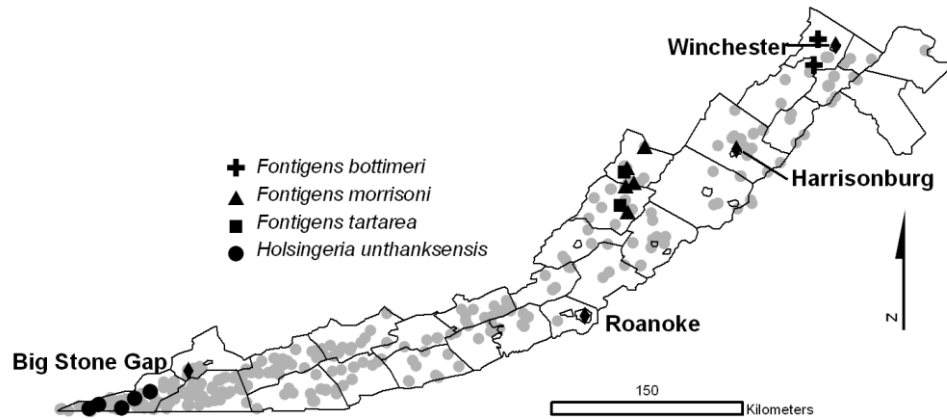 Winchester
Fontigens bottimeri
Fontigens morrisoni
Fontigens tartarea
Holsingeria unthanksensis
Harrisonburg
N
Roanoke
Big Stone Gap
150
Kilometers